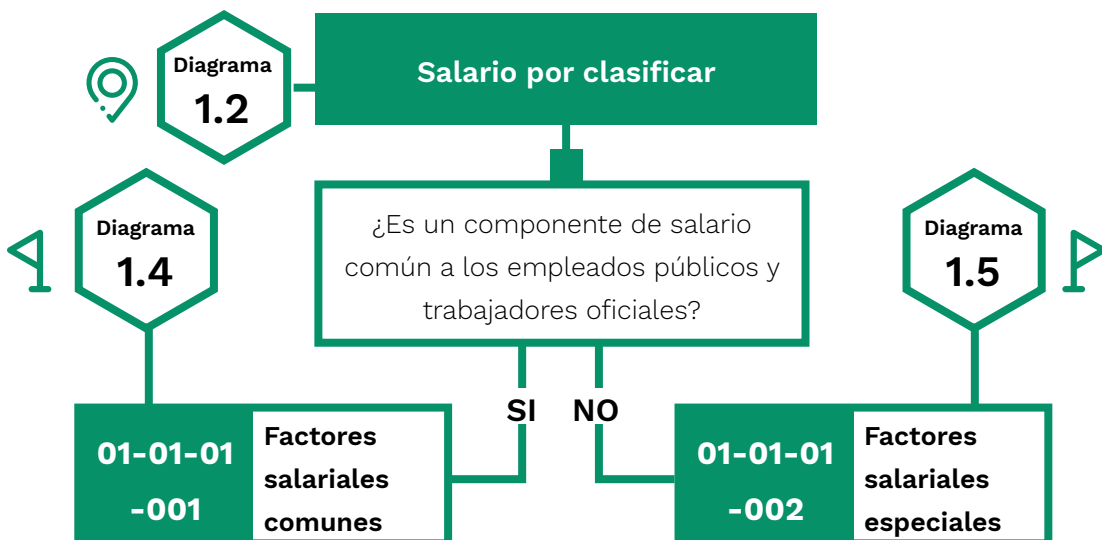 Diagrama
1.2
Salario por clasificar
¿Es un componente de salario
común a los empleados públicos y
trabajadores oficiales?
Diagrama
1.4
Diagrama
1.5
SI
NO
01-01-01
-001
Factores
salariales
comunes
01-01-01
-002
Factores
salariales
especiales